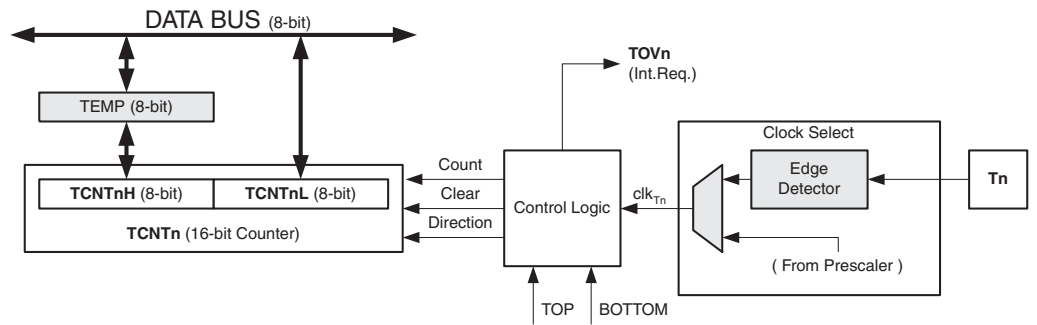 DATA BUS (8-bit)
TEMP (8-bit)
TCNTnH (8-bit)
TCNTnL (8-bit)
TCNTn (16-bit Counter)
Count
Clear
Direction
TOVn
(Int.Req.)
Control Logic
TOP
BOTTOM
clkTn
Clock Select
Edge
Detector
( From Prescaler )
Tn